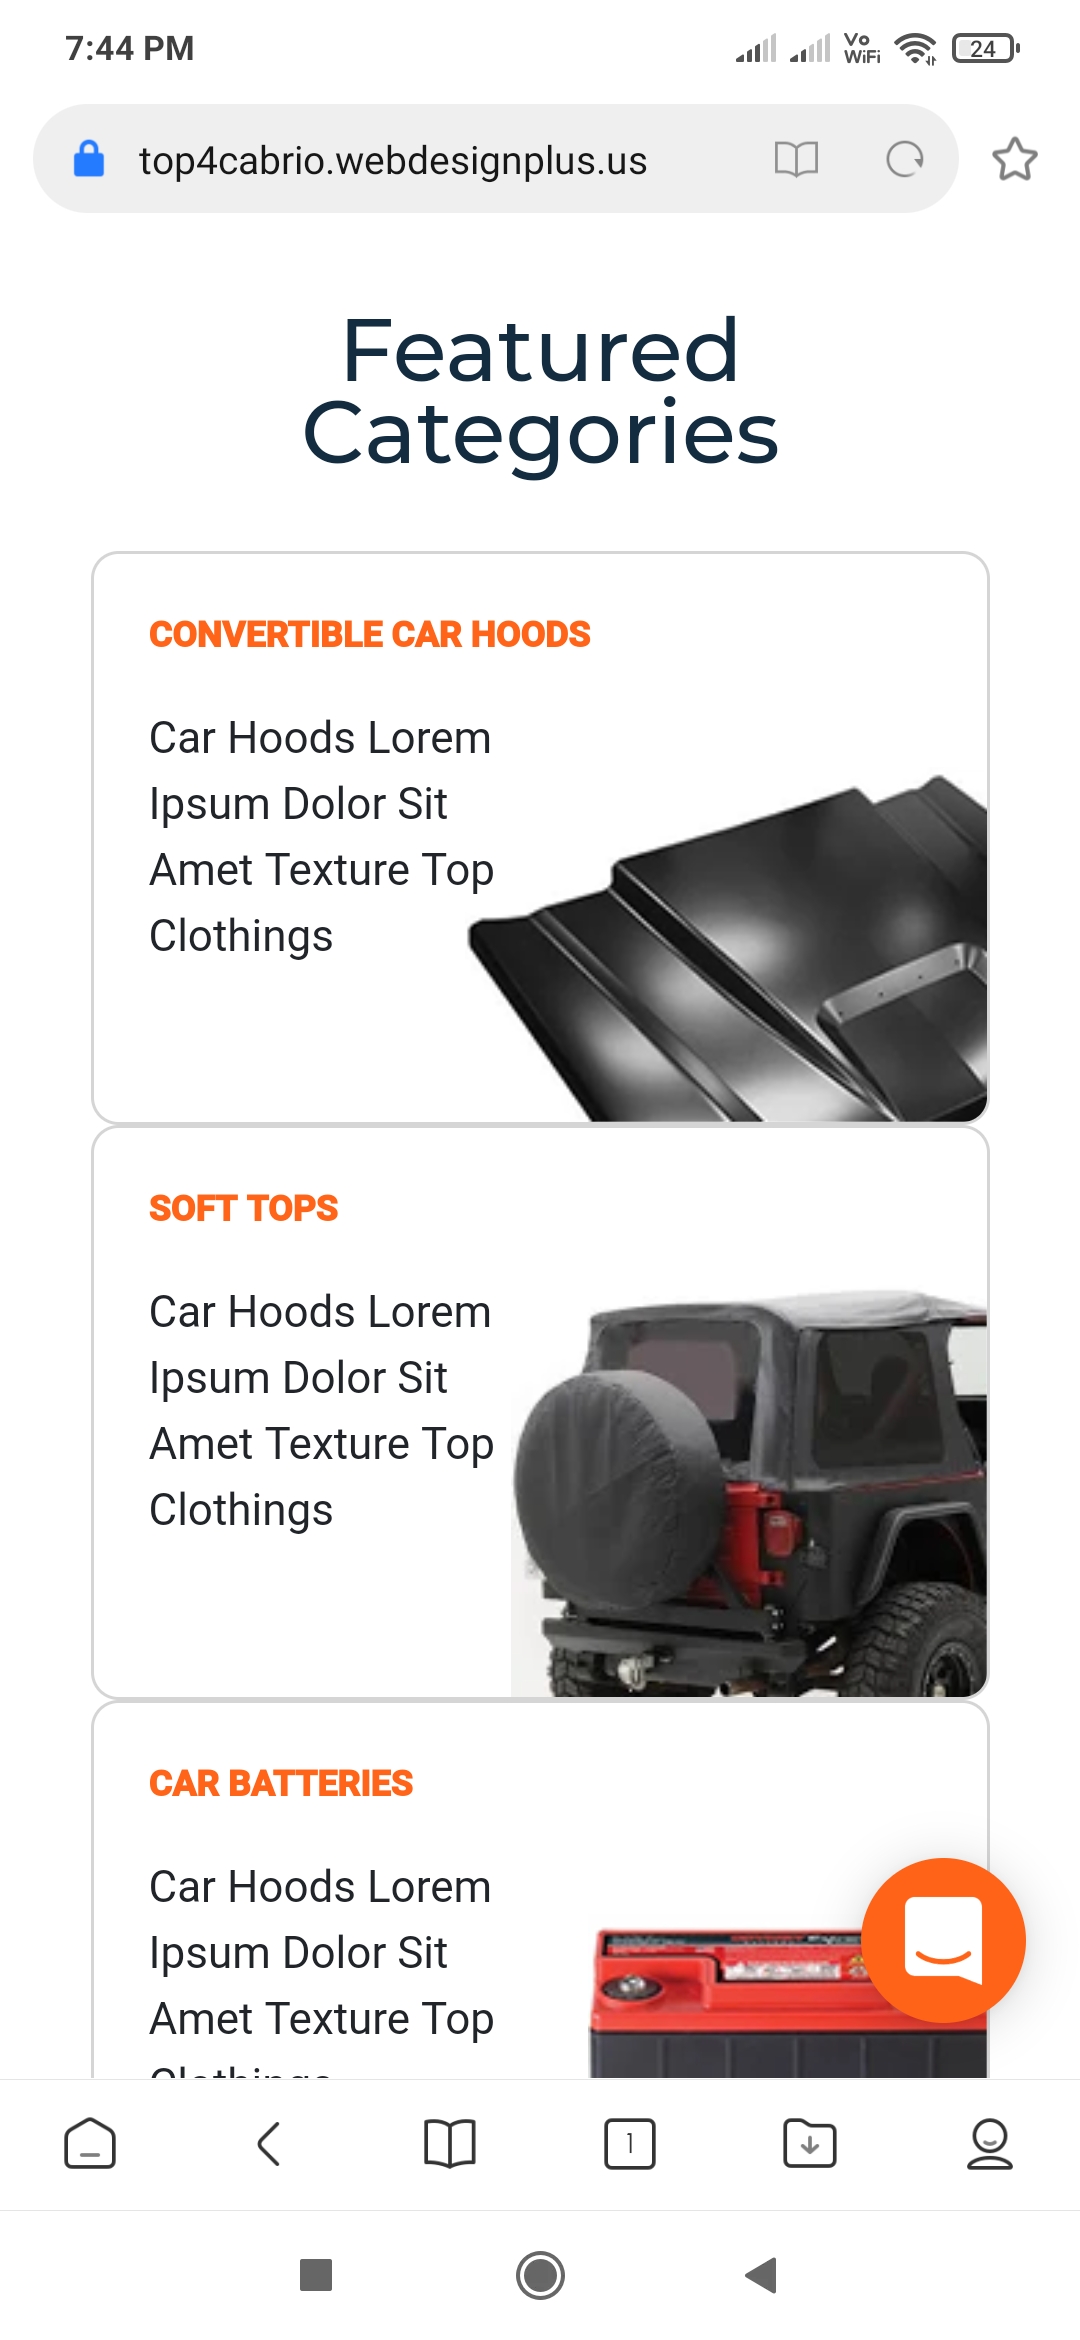 7:44 PM
Vo
WiFi
24
top4cabrio.webdesignplus.us
Featured
Categories
CONVERTIBLE CAR HOODS
Car Hoods Lorem
Ipsum Dolor Sit
Amet Texture Top
Clothings
SOFT TOPS
Car Hoods Lorem
Ipsum Dolor Sit
Amet Texture Top
Clothings
CAR BATTERIES
Car Hoods Lorem
Ipsum Dolor Sit
Amet Texture Top
Clothings
1